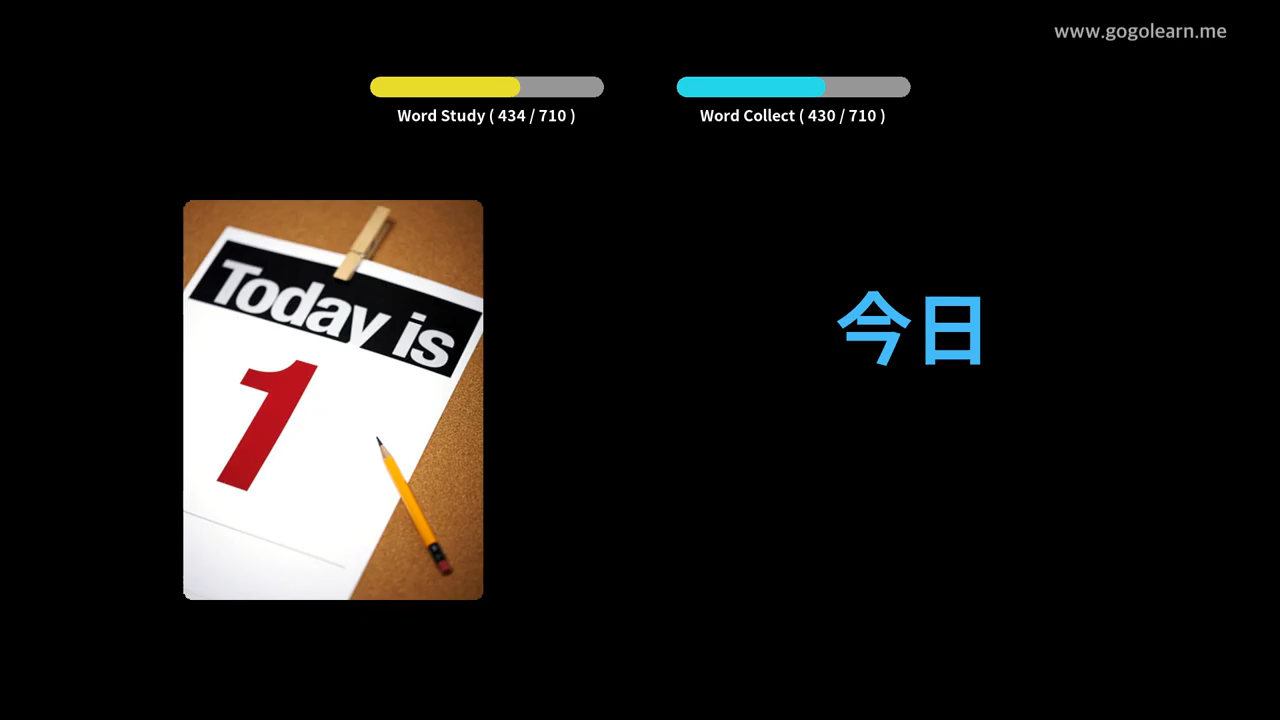 www.gogolearn.me
Word Study ( 434 / 710 )
Word Collect ( 430 / 710 )
Today is
1
今日